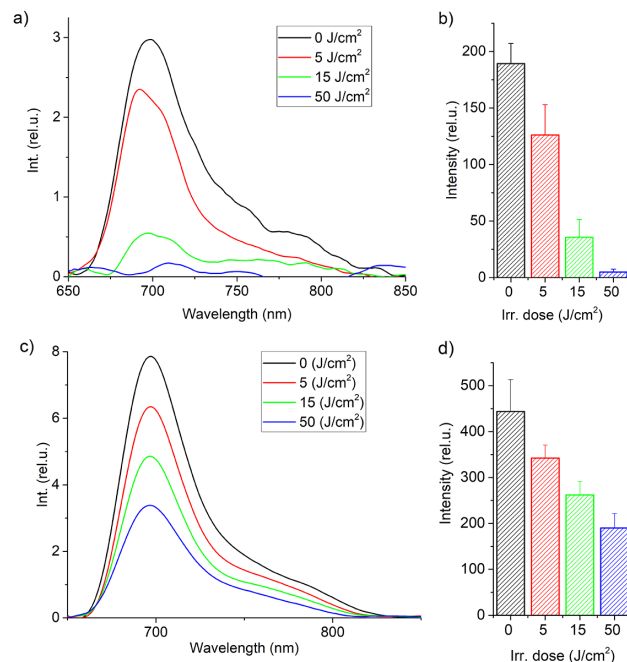 a)
0 J/cm²
5 J/cm²
15 J/cm²
50 J/cm²
Int. (rel.u.)
3
2
1
0
650 700 750 800 850
Wavelength (nm)
b)
Intensity (rel.u.)
200
150
100
50
0
0 5 15 50
Irr. dose (J/cm²)
c)
0 (J/cm²)
5 (J/cm²)
15 (J/cm²)
50 (J/cm²)
Int. (rel.u.)
8
6
4
2
0
700 800
Wavelength (nm)
d)
Intensity (rel.u.)
500
400
300
200
100
0
0 5 15 50
Irr. dose (J/cm²)